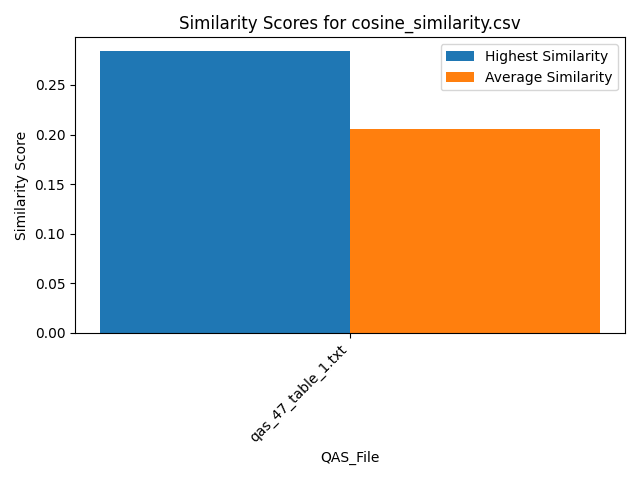 Similarity Scores for cosine_similarity.csv
Highest Similarity
Average Similarity
Similarity Score
0.25
0.20
0.15
0.10
0.05
0.00
qas_47_table_1.txt
QAS_File